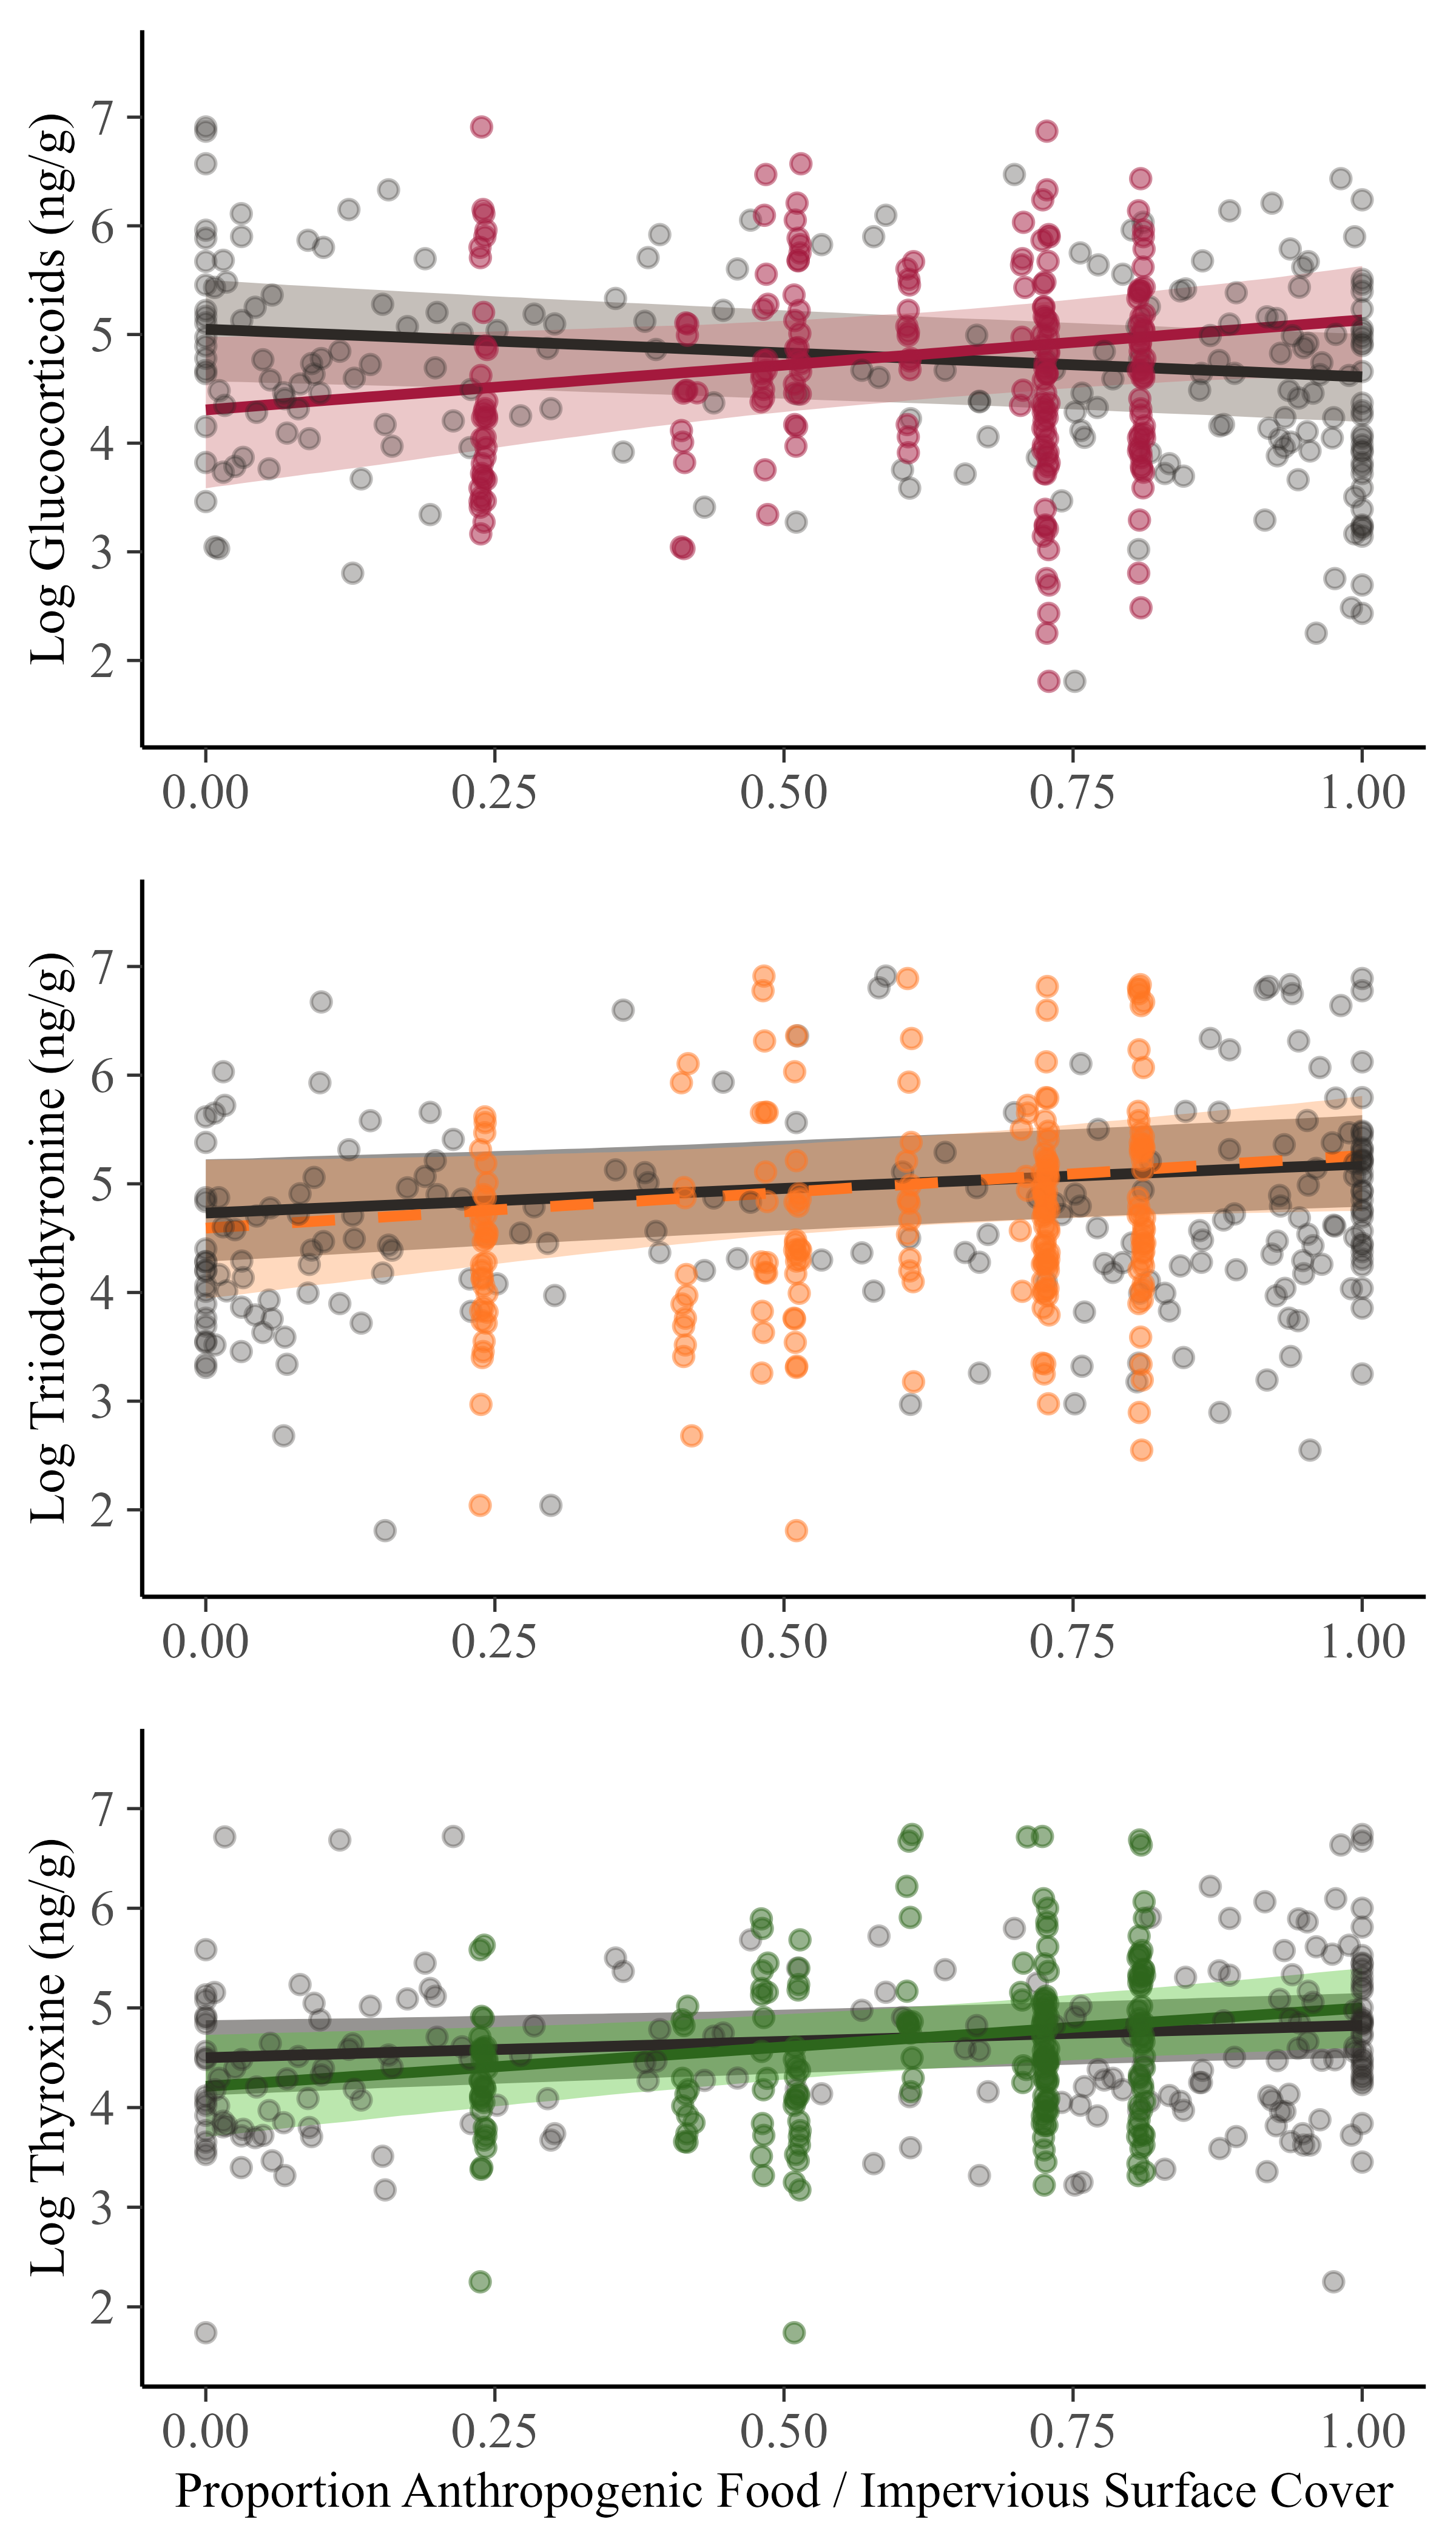 Log Glucocorticoids (ng/g)
7
6
5
4
3
2
0.00 0.25 0.50 0.75 1.00
Log Triiodothyronine (ng/g)
7
6
5
4
3
2
0.00 0.25 0.50 0.75 1.00
Log Thyroxine (ng/g)
7
6
5
4
3
2
0.00 0.25 0.50 0.75 1.00
Proportion Anthropogenic Food / Impervious Surface Cover